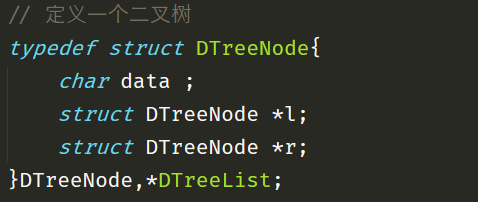 // 定义一个二叉树
typedef struct DTreeNode{
    char data ;
    struct DTreeNode *l;
    struct DTreeNode *r;
}DTreeNode,*DTreeList;